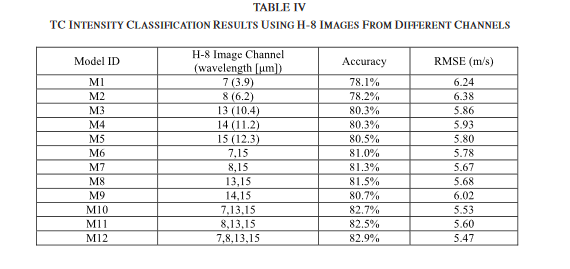 TABLE IV
TC INTENSITY CLASSIFICATION RESULTS USING H-8 IMAGES FROM DIFFERENT CHANNELS
Model ID H-8 Image Channel (wavelength [μm]) Accuracy RMSE (m/s)
M1 7 (3.9) 78.1% 6.24
M2 8 (6.2) 78.2% 6.38
M3 13 (10.4) 80.3% 5.86
M4 14 (11.2) 80.3% 5.93
M5 15 (12.3) 80.5% 5.80
M6 7,15 81.0% 5.78
M7 8,15 81.3% 5.67
M8 13,15 81.5% 5.68
M9 14,15 80.7% 6.02
M10 7,13,15 82.7% 5.53
M11 8,13,15 82.5% 5.60
M12 7,8,13,15 82.9% 5.47